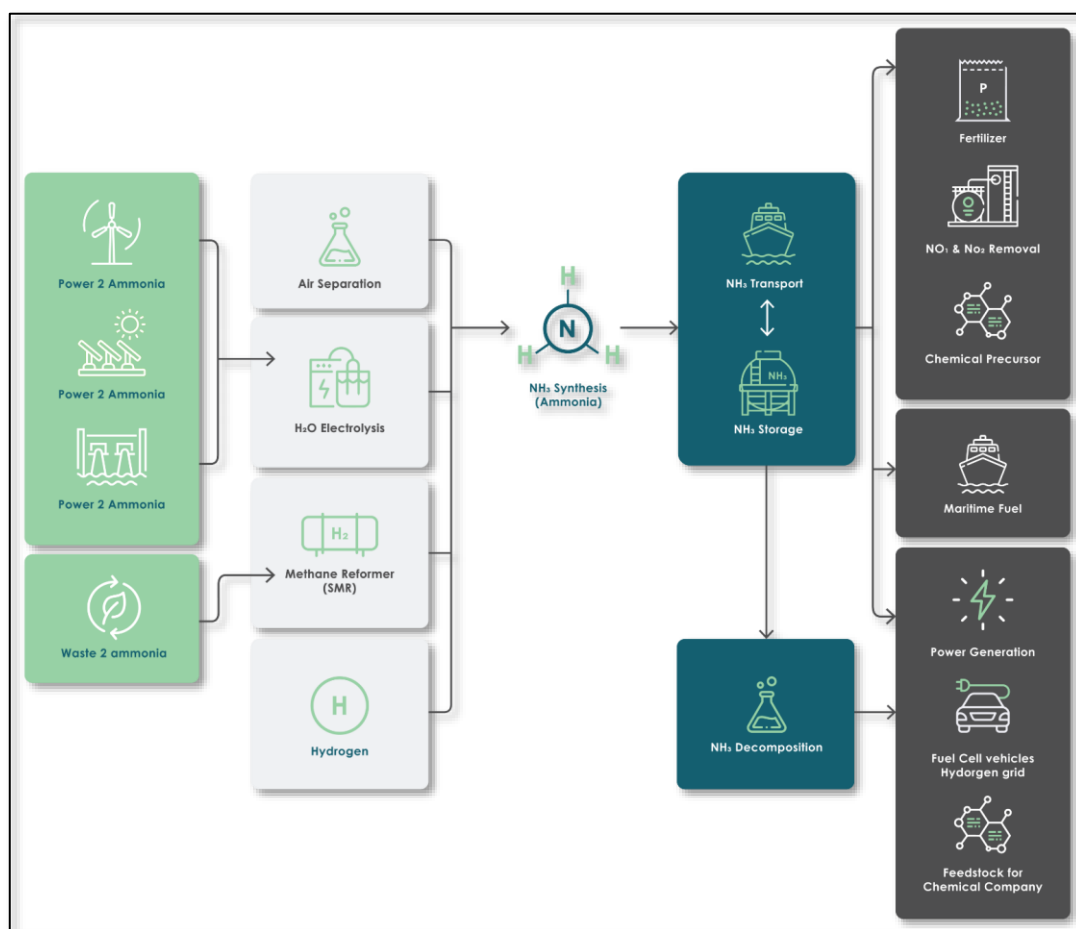 Power 2 Ammonia
Power 2 Ammonia
Power 2 Ammonia
Waste 2 ammonia
Air Separation
H₂O Electrolysis
H₂
Methane Reformer
(SMR)
H
Hydrogen
H
N
H
H
NH₃ Synthesis
(Ammonia)
NH₃ Transport
NH₃
NH₃ Storage
NH₃ Decomposition
P
Fertilizer
NO₁ & No₂ Removal
Chemical Precursor
Maritime Fuel
Power Generation
Fuel Cell vehicles
Hydorgen grid
Feedstock for
Chemical Company